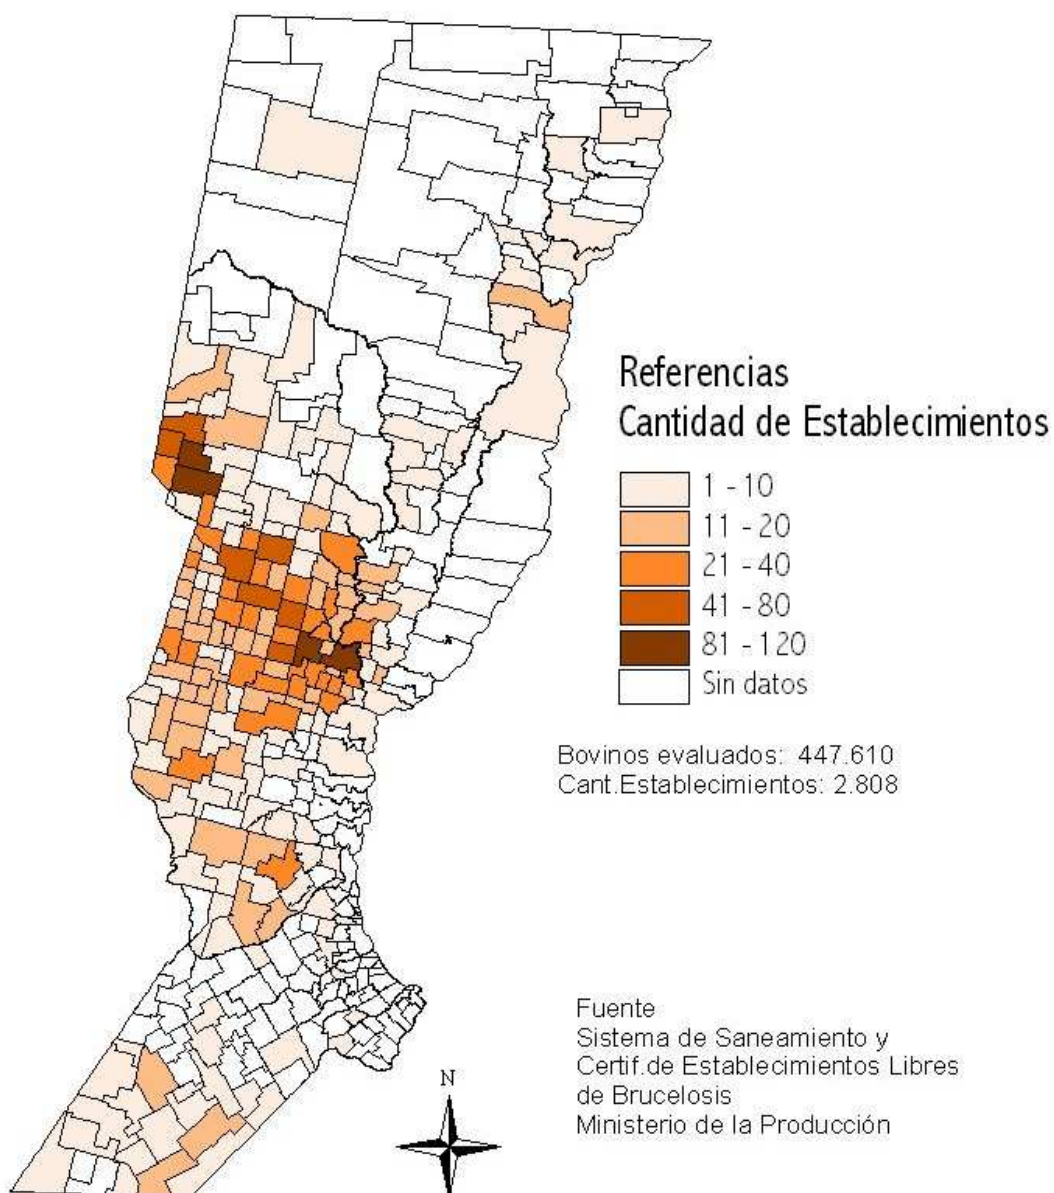 Referencias
Cantidad de Establecimientos
1 - 10
11 - 20
21 - 40
41 - 80
81 - 120
Sin datos
Bovinos evaluados: 447.610
Cant.Establecimientos: 2.808
Fuente
Sistema de Saneamiento y
Certif.de Establecimientos Libres
de Brucelosis
Ministerio de la Producción
N